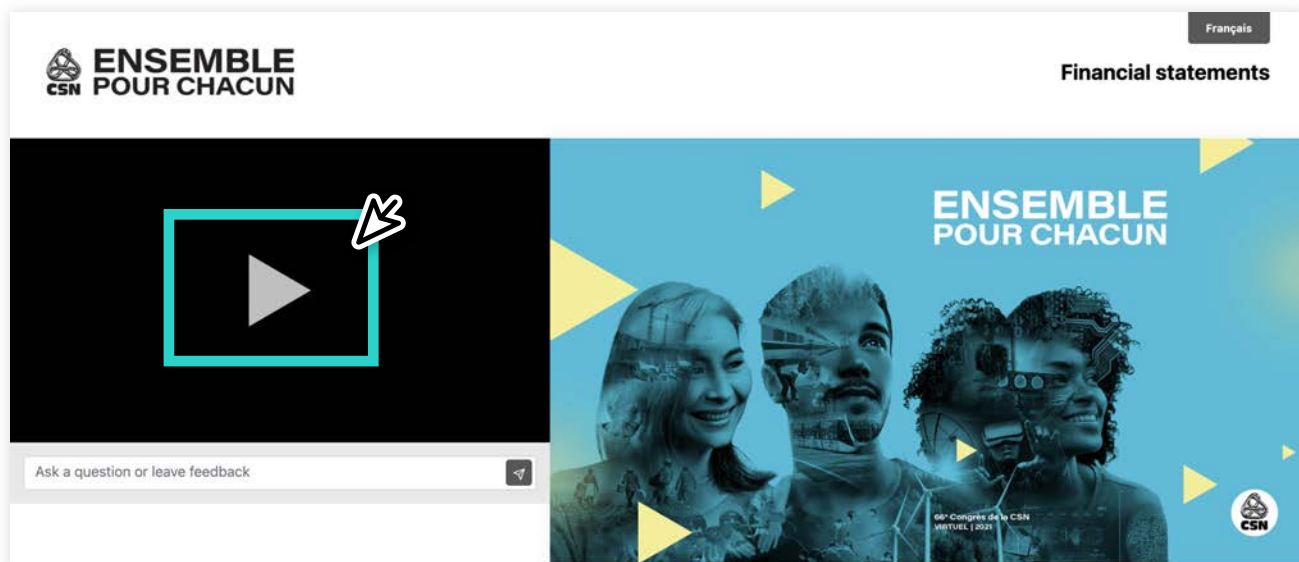 Français
CSN
ENSEMBLE
POUR CHACUN
Financial statements
ENSEMBLE
POUR CHACUN
Ask a question or leave feedback
66e Congrès de la CSN
VIRTUEL | 2021
CSN